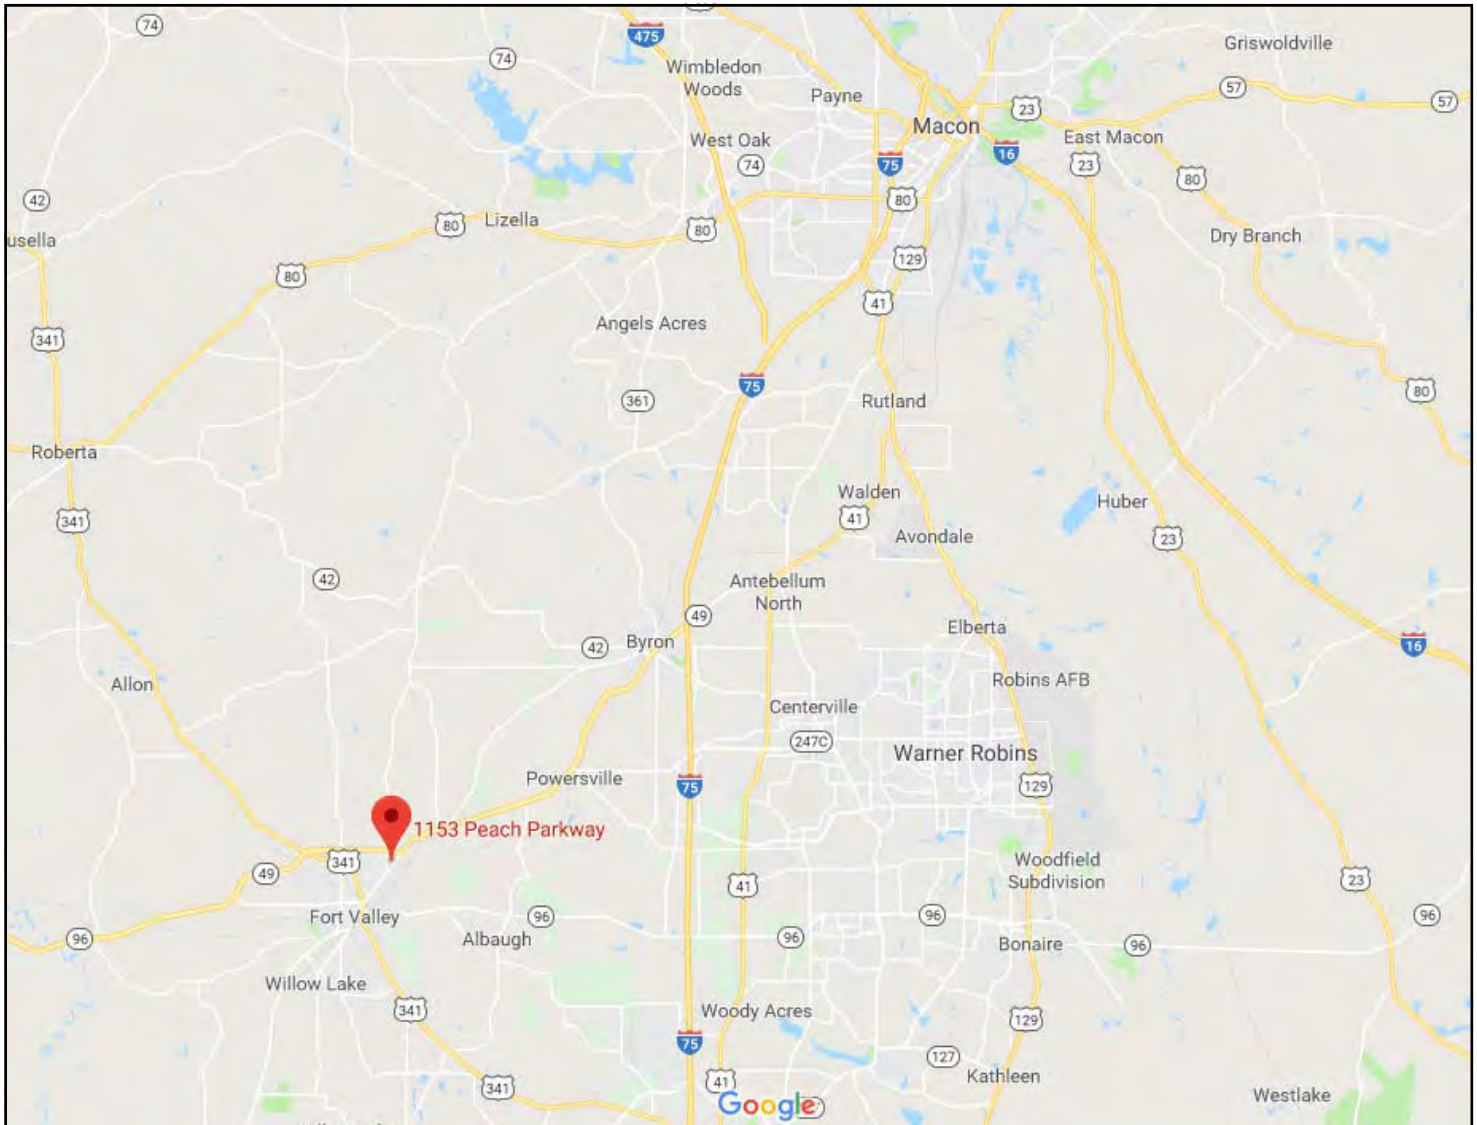 74
475
74
Griswoldville
Wimbledon
Woods
Payne
57
57
23
Macon
East Macon
West Oak
74
75
16
23
80
42
80
Lizella
80
80
usella
Dry Branch
129
80
41
Angels Acres
341
75
80
361
Rutland
Roberta
Walden
Huber
341
41
Avondale
23
42
Antebellum
North
49
Elberta
Byron
42
16
Robins AFB
Allon
Centerville
247C
Warner Robins
Powersville
75
129
1153 Peach Parkway
341
Woodfield
Subdivision
49
41
23
Fort Valley
96
96
96
96
Albaugh
96
Bonaire
96
Willow Lake
341
Woody Acres
129
75
127
Kathleen
41
341
Westlake
Google